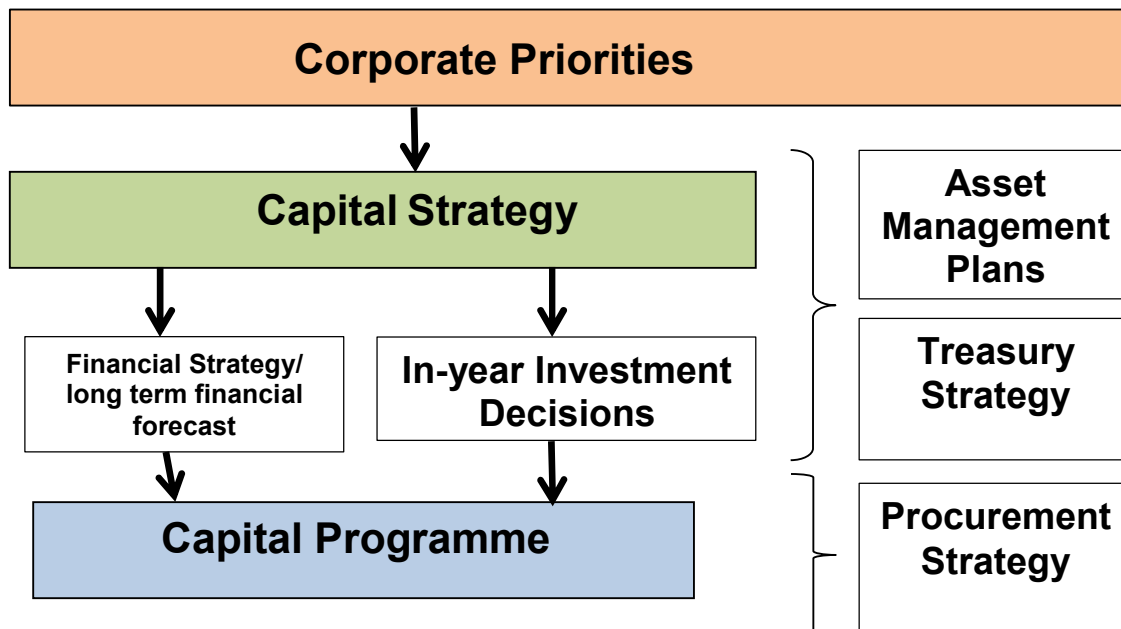 Corporate Priorities
Capital Strategy
Asset
Management
Plans
Financial Strategy/
long term financial
forecast
In-year Investment
Decisions
Treasury
Strategy
Capital Programme
Procurement
Strategy